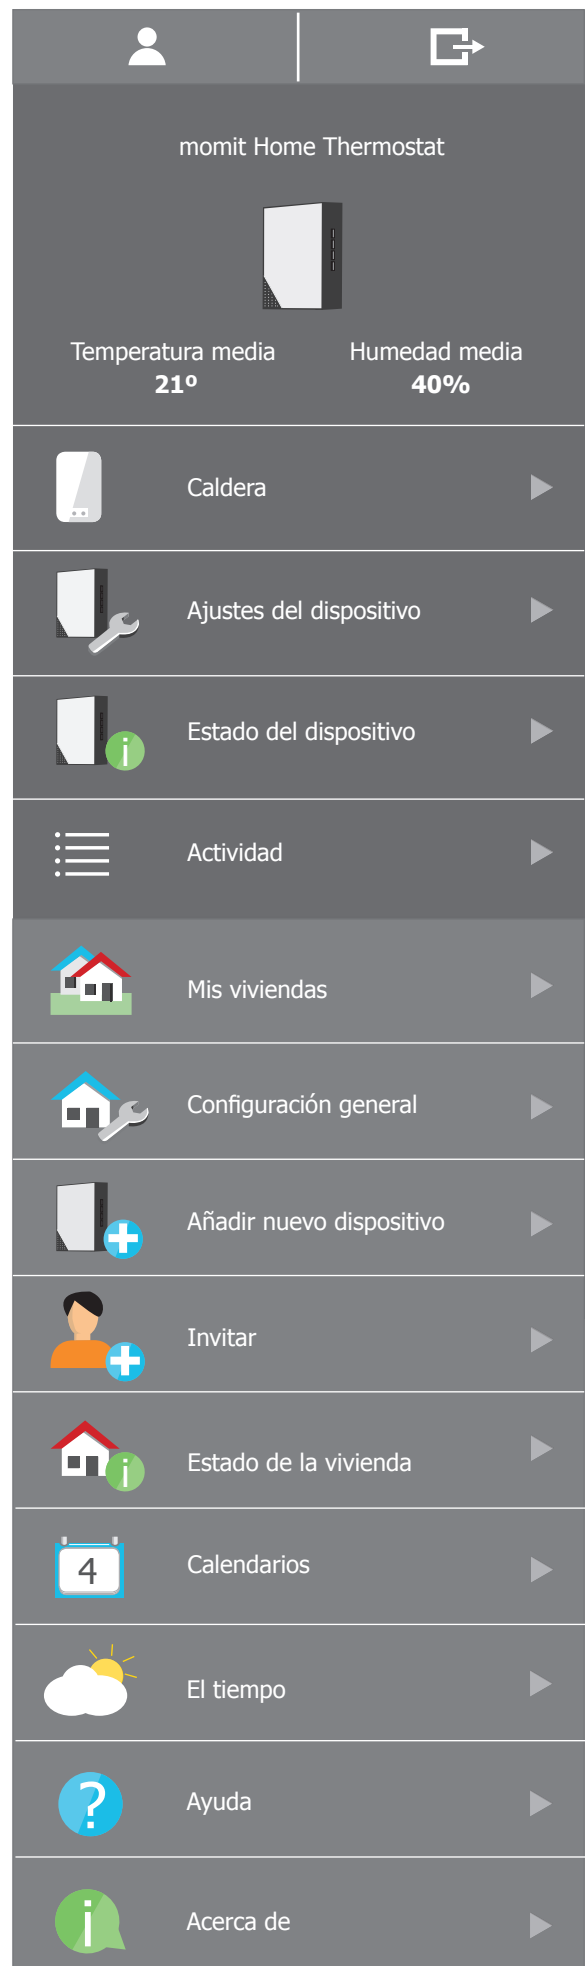 momit Home Thermostat
Temperatura media
Humedad media
21º
40%
Caldera
Ajustes del dispositivo
i
Estado del dispositivo
Actividad
Mis viviendas
Configuración general
Añadir nuevo dispositivo
Invitar
i
Estado de la vivienda
4
Calendarios
El tiempo
?
Ayuda
i
Acerca de